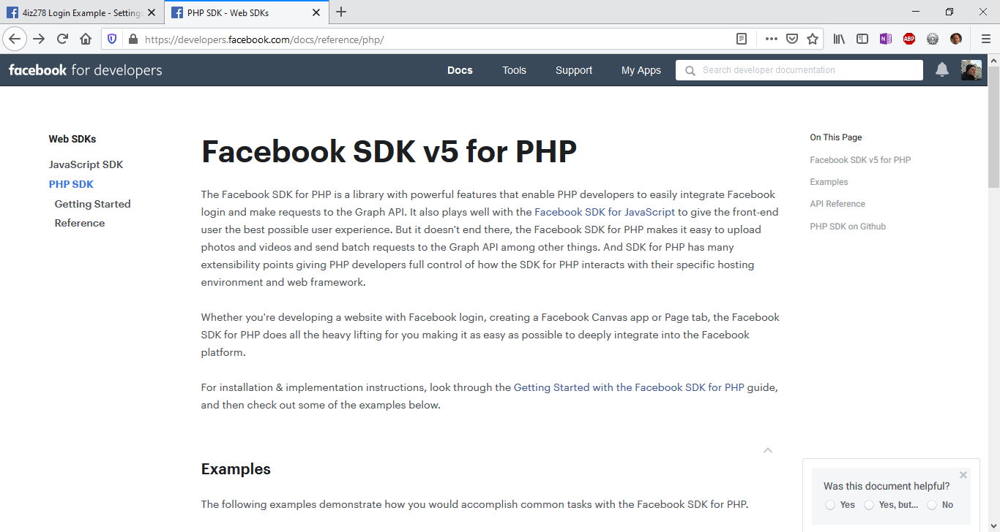 4iz278 Login Example - Settings
PHP SDK - Web SDKs
https://developers.facebook.com/docs/reference/php/
N
ABP
facebook for developers
Docs
Tools
Support
My Apps
Search developer documentation
Web SDKs
JavaScript SDK
PHP SDK
Getting Started
Reference
Facebook SDK v5 for PHP
The Facebook SDK for PHP is a library with powerful features that enable PHP developers to easily integrate Facebook
login and make requests to the Graph API. It also plays well with the Facebook SDK for JavaScript to give the front-end
user the best possible user experience. But it doesn't end there, the Facebook SDK for PHP makes it easy to upload
photos and videos and send batch requests to the Graph API among other things. And SDK for PHP has many
extensibility points giving PHP developers full control of how the SDK for PHP interacts with their specific hosting
environment and web framework.
Whether you're developing a website with Facebook login, creating a Facebook Canvas app or Page tab, the Facebook
SDK for PHP does all the heavy lifting for you making it as easy as possible to deeply integrate into the Facebook
platform.
For installation & implementation instructions, look through the Getting Started with the Facebook SDK for PHP guide,
and then check out some of the examples below.
Examples
The following examples demonstrate how you would accomplish common tasks with the Facebook SDK for PHP.
On This Page
Facebook SDK v5 for PHP
Examples
API Reference
PHP SDK on Github
Was this document helpful?
Yes
Yes, but...
No